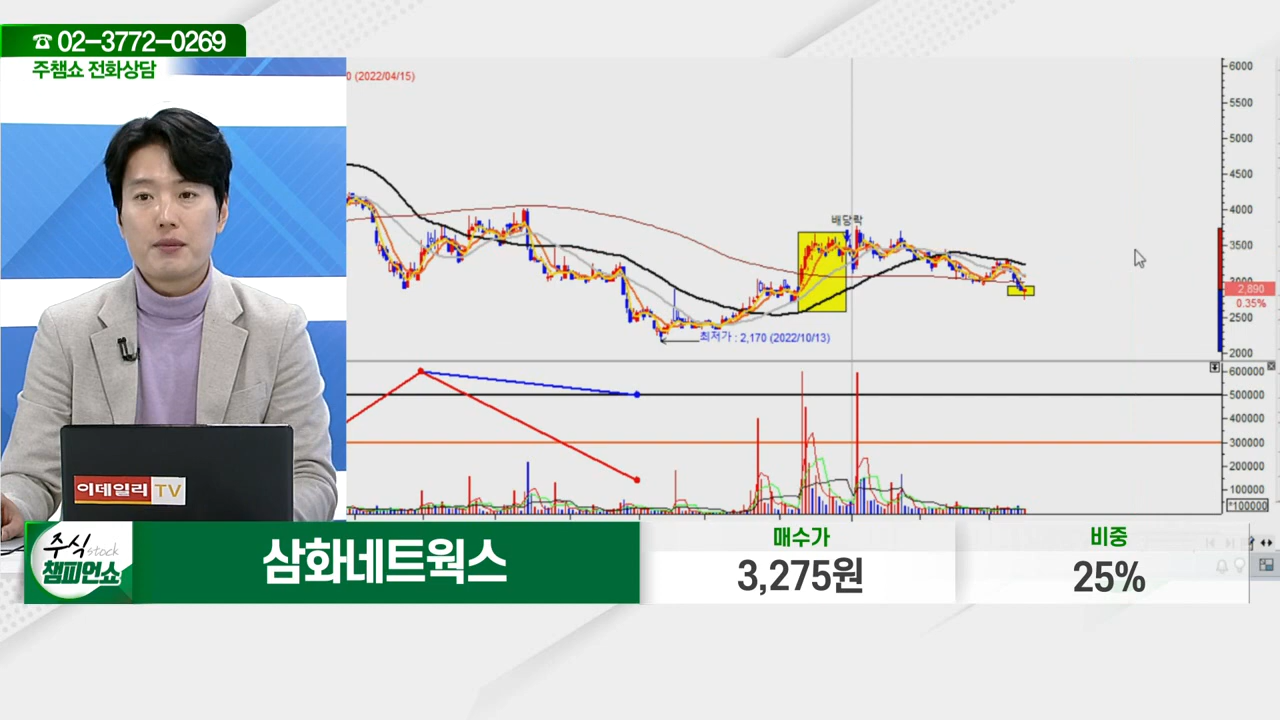 ☎ 02-3772-0269
주챔쇼 전화상담
0 (2022/04/15)
6000
5500
5000
4500
4000
배당락
3500
3000
2,890
0.35%
2500
최저가 : 2,170 (2022/10/13)
2000
600000
500000
400000
300000
200000
100000
*100000
이데일리 TV
주식 stock
챔피언쇼
삼화네트웍스
매수가
3,275원
비중
25%